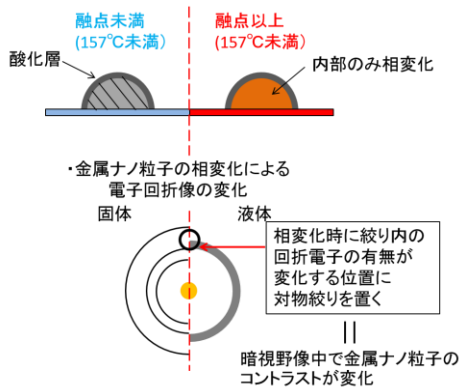 融点未満
(157℃未満)
融点以上
(157℃未満)
酸化層
内部のみ相変化
・金属ナノ粒子の相変化による
電子回折像の変化
固体
液体
相変化時に絞り内の
回折電子の有無が
変化する位置に
対物絞りを置く
暗視野像中で金属ナノ粒子の
コントラストが変化